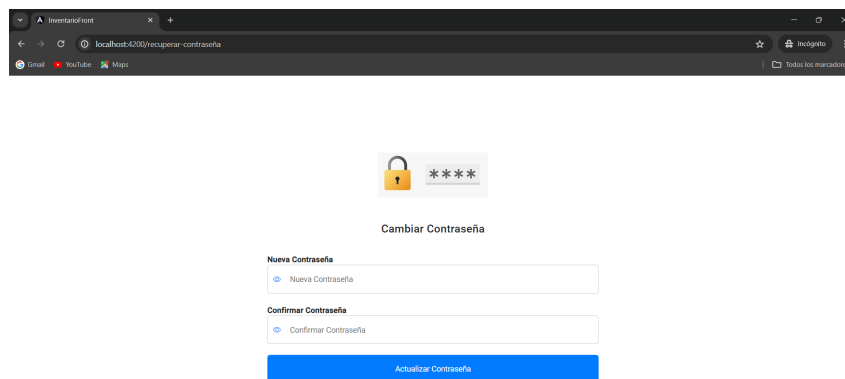 InventarioFront
localhost:4200/recuperar-contraseña
Incógnito
Gmail YouTube Maps
Todos los marcadores
****
Cambiar Contraseña
Nueva Contraseña
Nueva Contraseña
Confirmar Contraseña
Confirmar Contraseña
Actualizar Contraseña